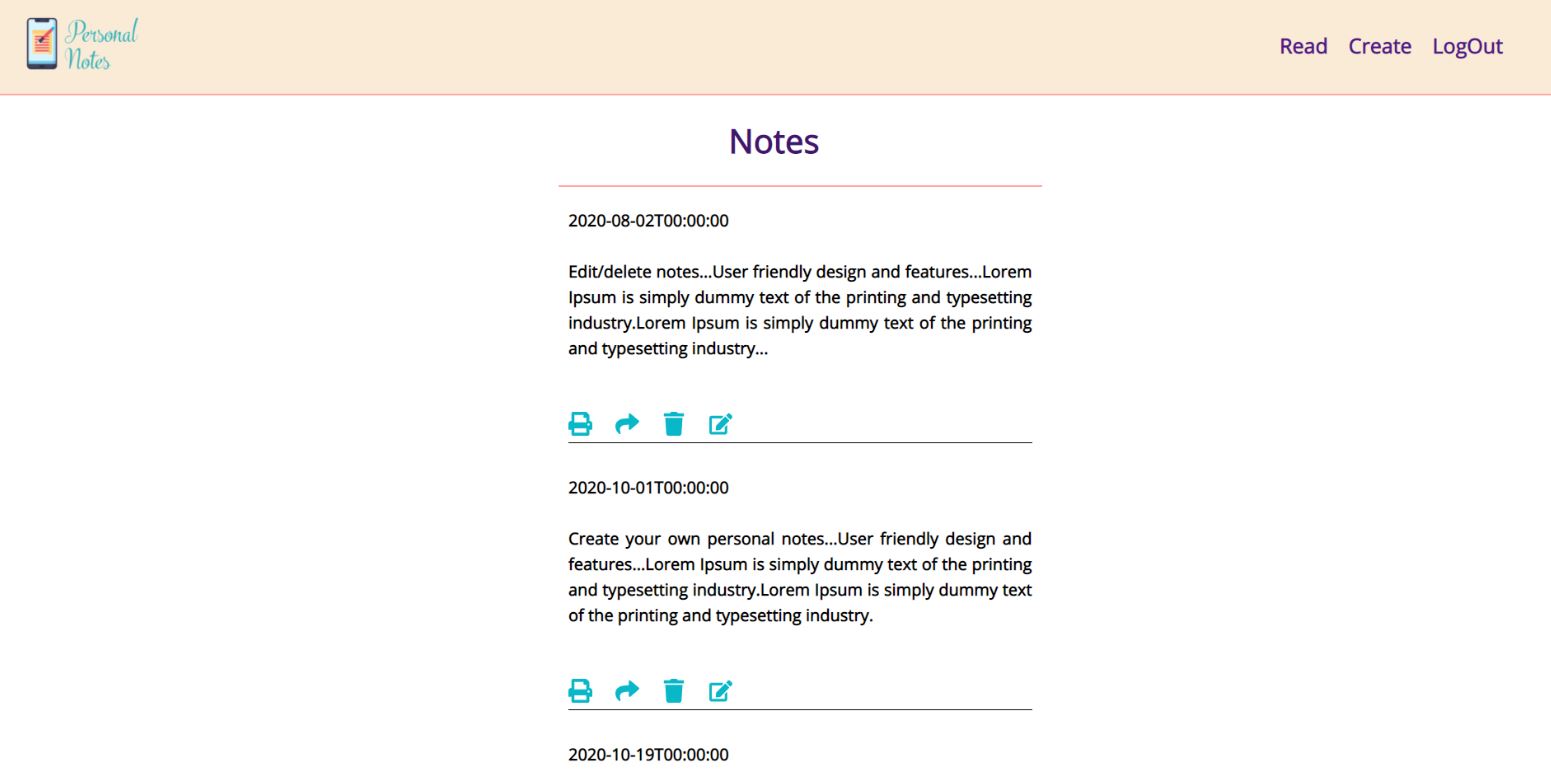 Personal
Notes
Read Create LogOut
Notes
2020-08-02T00:00:00
Edit/delete notes...User friendly design and features...Lorem
Ipsum is simply dummy text of the printing and typesetting
industry.Lorem Ipsum is simply dummy text of the printing
and typesetting industry...
2020-10-01T00:00:00
Create your own personal notes...User friendly design and
features...Lorem Ipsum is simply dummy text of the printing
and typesetting industry.Lorem Ipsum is simply dummy text
of the printing and typesetting industry.
2020-10-19T00:00:00